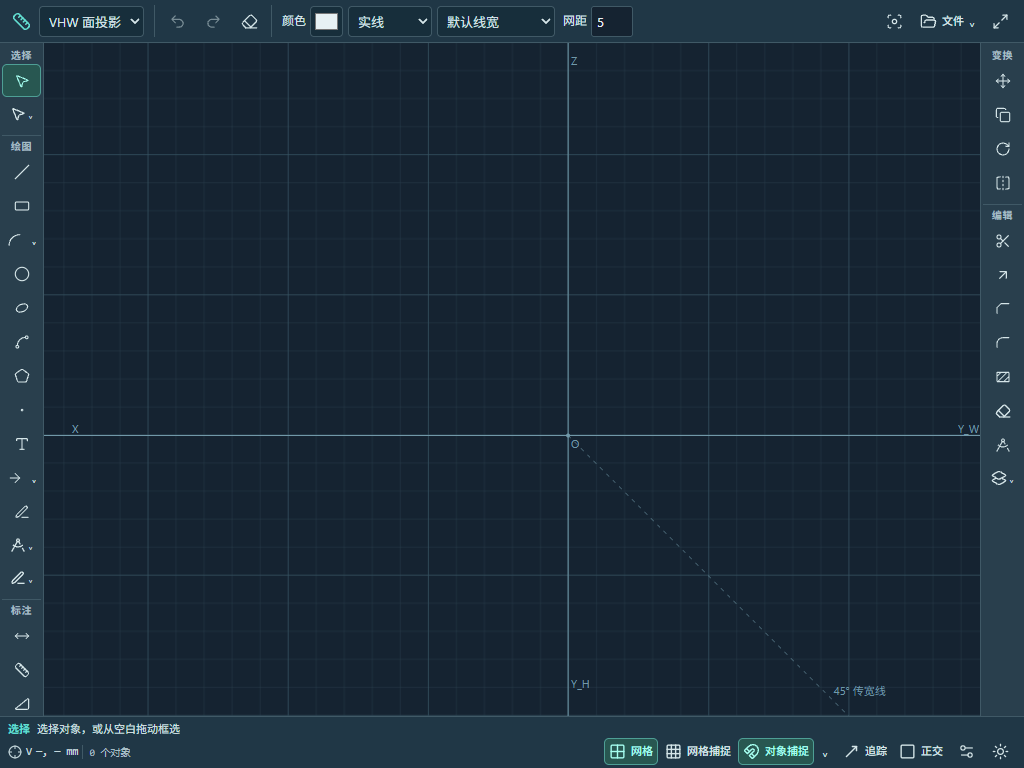 VHW 面投影
颜色
实线
默认线宽
网距 5
文件
选择
绘图
标注
变换
编辑
Z
X
Y_W
O
Y_H
45° 传宽线
选择 选择对象，或从空白拖动框选
V —, — mm 0 个对象
网格
网格捕捉
对象捕捉
追踪
正交